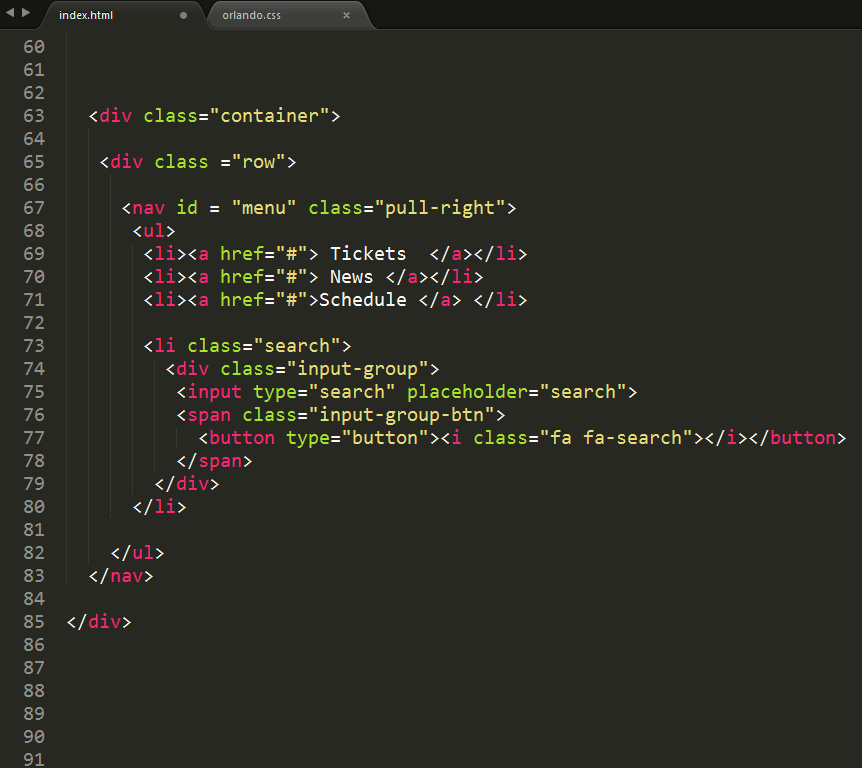 index.html
orlando.css
60
61
62
63 <div class="container">
64
65 <div class ="row">
66
67 <nav id = "menu" class="pull-right">
68 <ul>
69 <li><a href="#"> Tickets  </a></li>
70 <li><a href="#"> News </a></li>
71 <li><a href="#">Schedule </a> </li>
72
73 <li class="search">
74 <div class="input-group">
75 <input type="search" placeholder="search">
76 <span class="input-group-btn">
77 <button type="button"><i class="fa fa-search"></i></button>
78 </span>
79 </div>
80 </li>
81
82 </ul>
83 </nav>
84
85 </div>
86
87
88
89
90
91